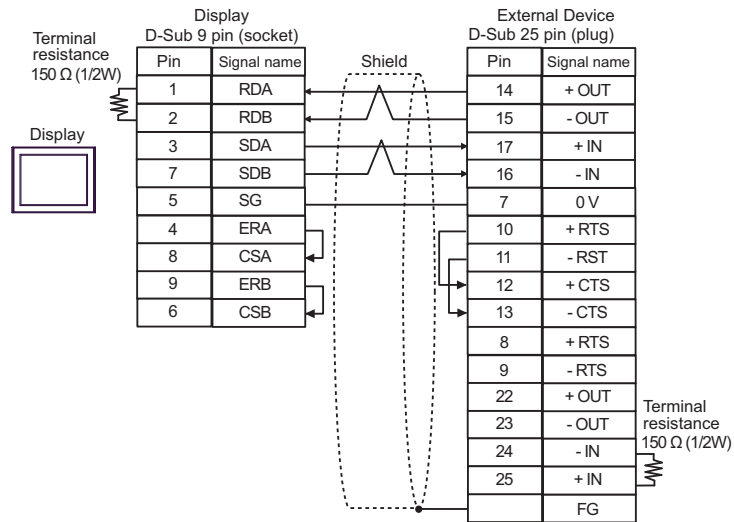 Display
D-Sub 9 pin (socket)
External Device
D-Sub 25 pin (plug)
Terminal
resistance
150 Ω (1/2W)
Display
Shield
Pin Signal name
1 RDA
2 RDB
3 SDA
7 SDB
5 SG
4 ERA
8 CSA
9 ERB
6 CSB
Pin Signal name
14 + OUT
15 - OUT
17 + IN
16 - IN
7 0 V
10 + RTS
11 - RST
12 + CTS
13 - CTS
8 + RTS
9 - RTS
22 + OUT
23 - OUT
24 - IN
25 + IN
FG
Terminal
resistance
150 Ω (1/2W)